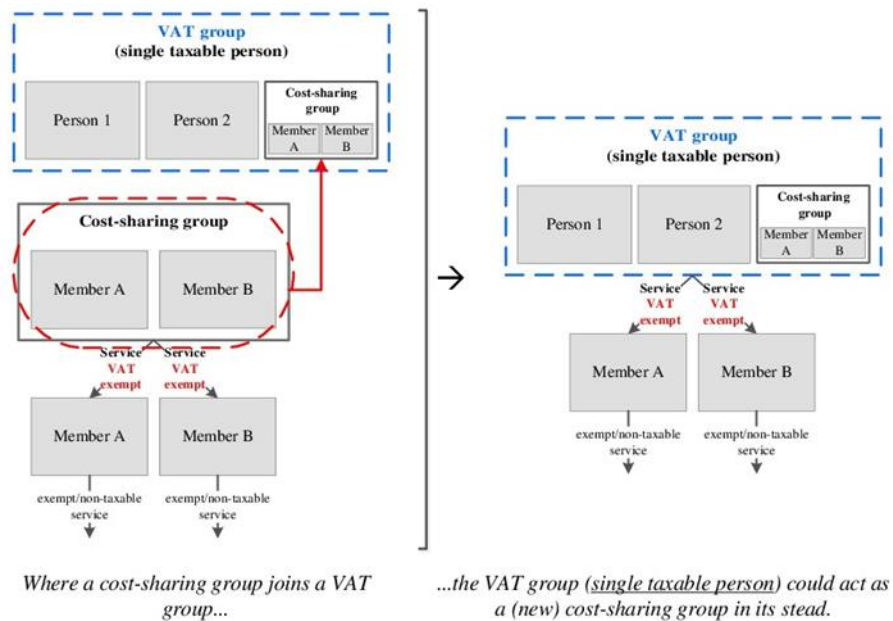 VAT group
(single taxable person)
Person 1
Person 2
Cost-sharing
group
Member
A
Member
B
Cost-sharing group
Member A
Member B
Service
VAT
exempt
Service
VAT
exempt
Member A
Member B
exempt/non-taxable
service
exempt/non-taxable
service
Where a cost-sharing group joins a VAT
group...
VAT group
(single taxable person)
Person 1
Person 2
Cost-sharing
group
Member
A
Member
B
Service
VAT
exempt
Service
VAT
exempt
Member A
Member B
exempt/non-taxable
service
exempt/non-taxable
service
...the VAT group (single taxable person) could act as
a (new) cost-sharing group in its stead.